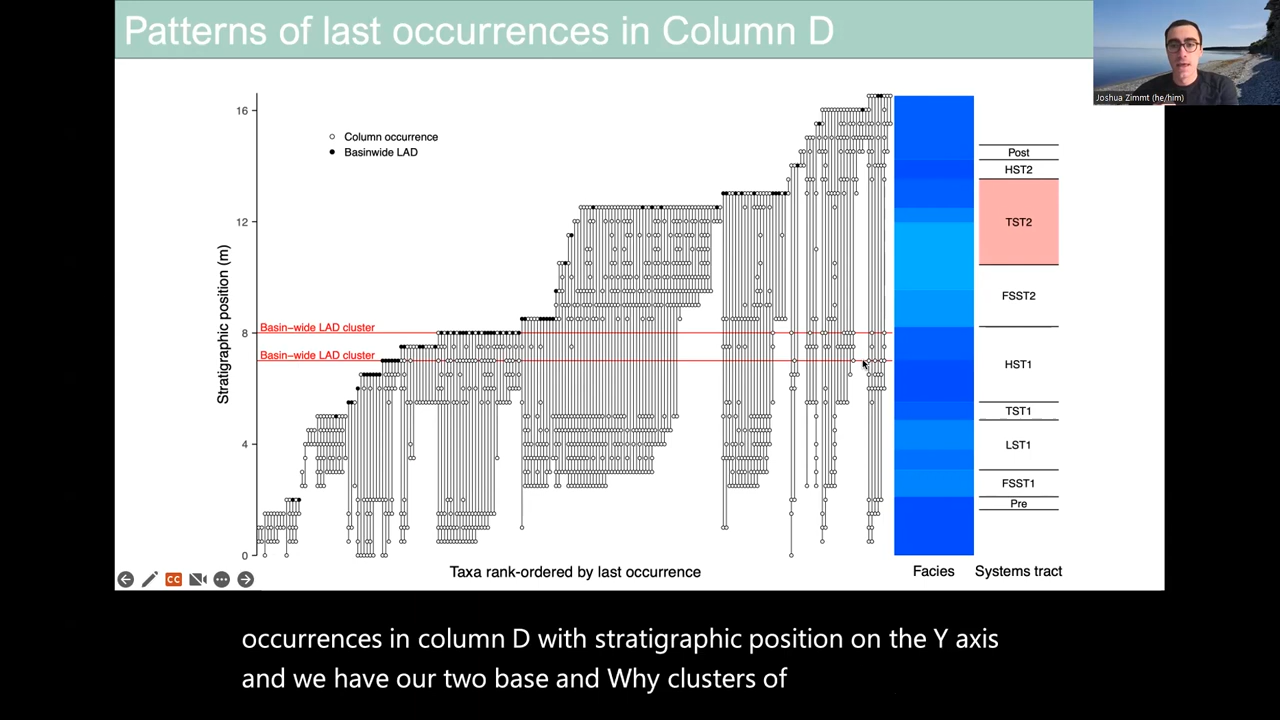 Patterns of last occurrences in Column D
Joshua Zimmt (he/him)
16
12
8
4
0
Stratigraphic position (m)
Column occurrence
Basinwide LAD
Basin-wide LAD cluster
Basin-wide LAD cluster
Post
HST2
TST2
FSST2
HST1
TST1
LST1
FSST1
Pre
Taxa rank-ordered by last occurrence
Facies
Systems tract
CC
occurrences in column D with stratigraphic position on the Y axis
and we have our two base and Why clusters of